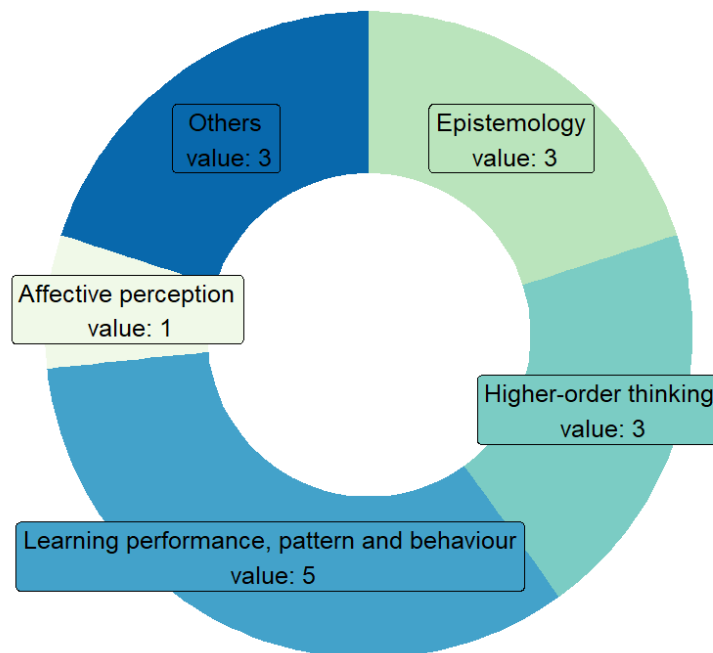 Others
value: 3
Epistemology
value: 3
Affective perception
value: 1
Higher-order thinking
value: 3
Learning performance, pattern and behaviour
value: 5